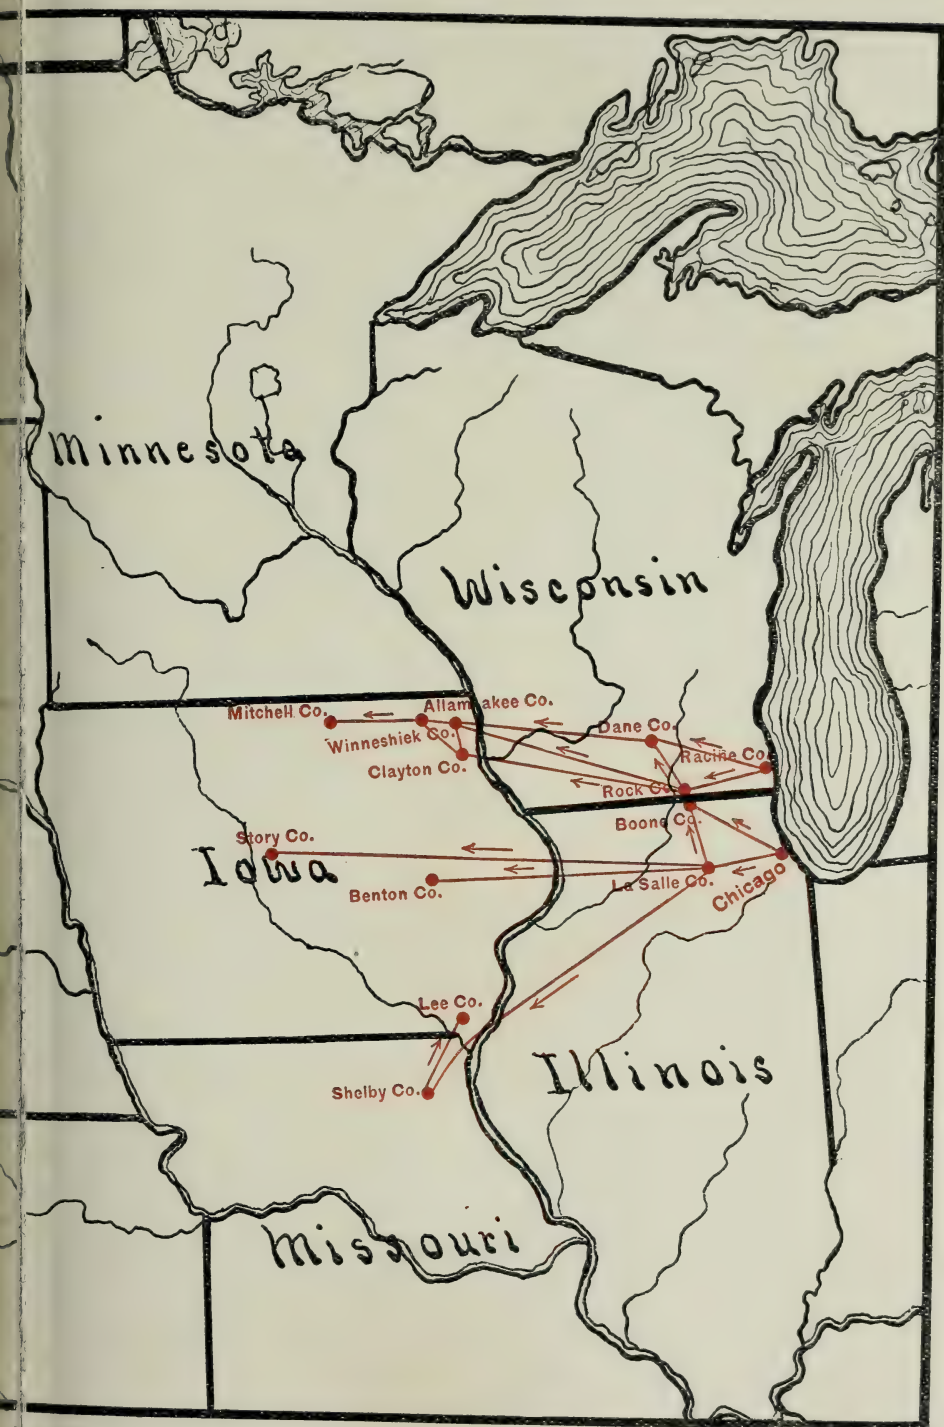 Minnesota
Wisconsin
Mitchell Co.
Allamakee Co.
Winneshiek Co.
Dane Co.
Racine Co.
Clayton Co.
Rock Co.
Boone Co.
Story Co.
Iowa
Benton Co.
La Salle Co.
Chicago
Lee Co.
Illinois
Shelby Co.
Missouri